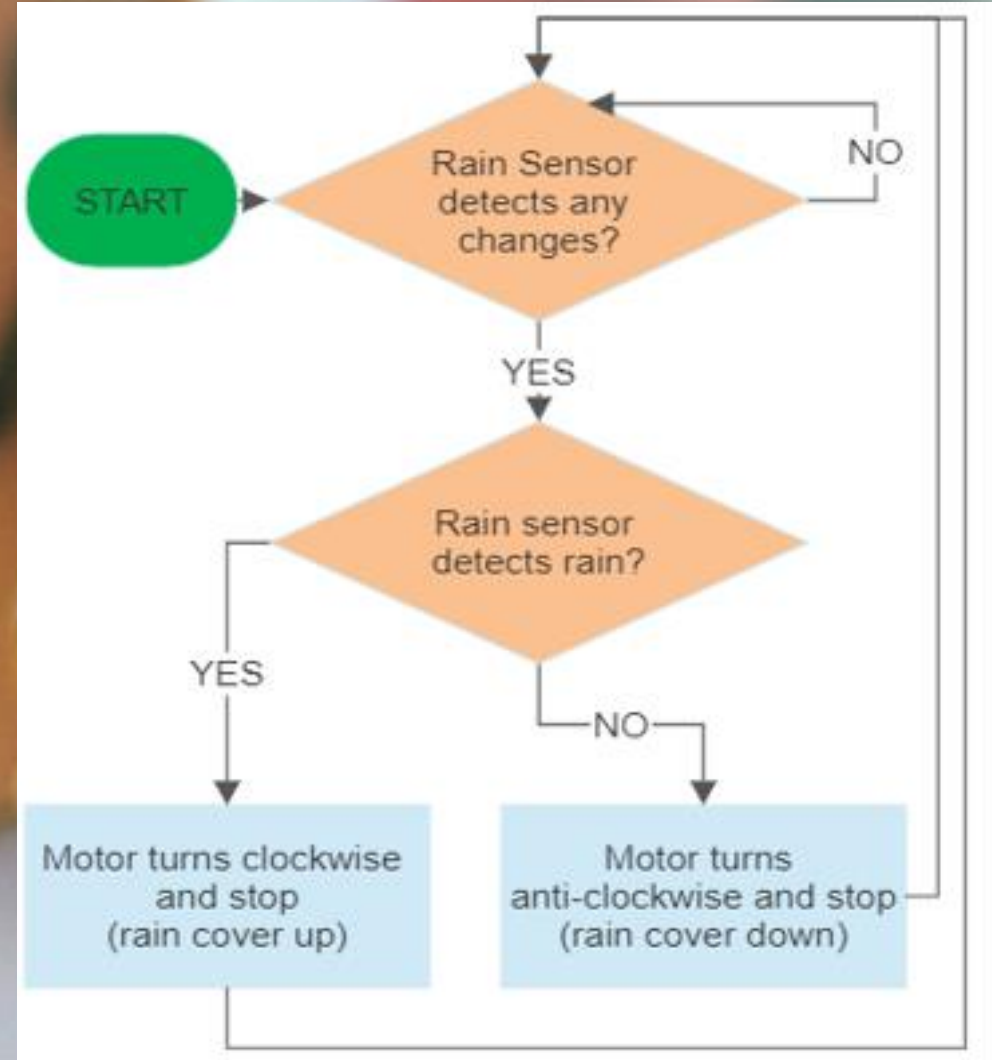 START
Rain Sensor
detects any
changes?
NO
YES
Rain sensor
detects rain?
YES
NO
Motor turns clockwise
and stop
(rain cover up)
Motor turns
anti-clockwise and stop
(rain cover down)